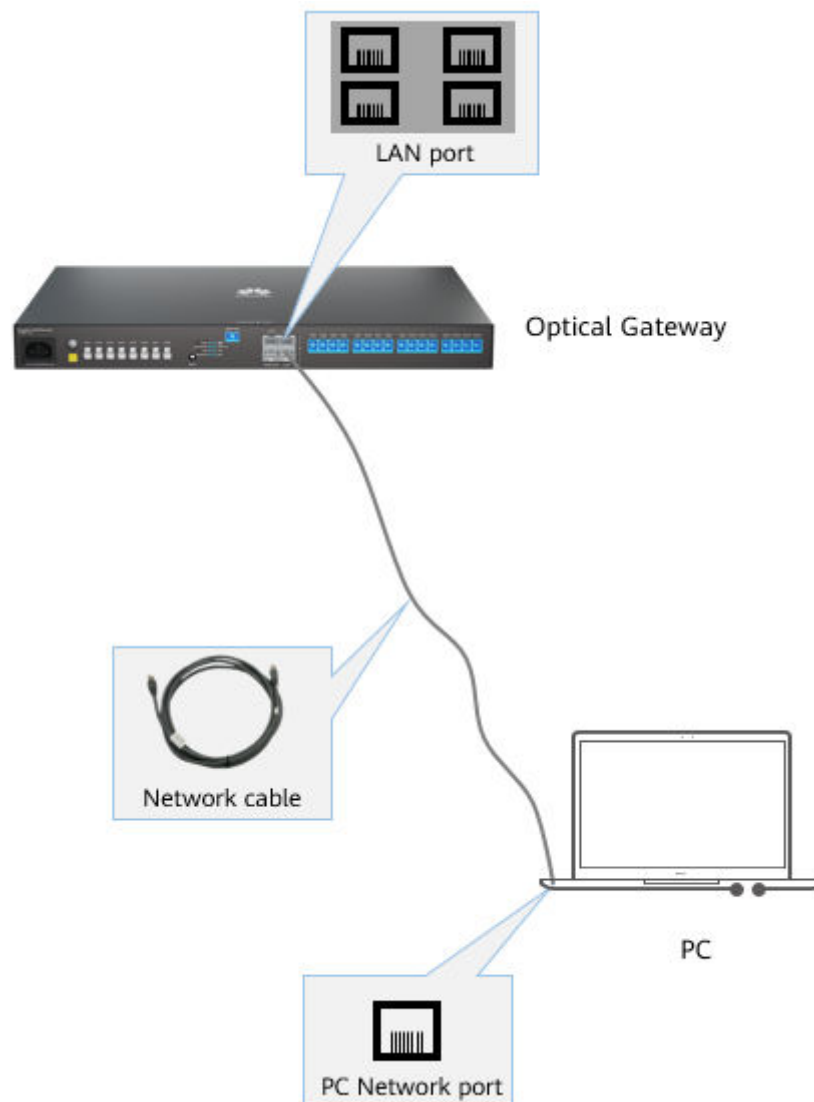 LAN port
Optical Gateway
Network cable
PC
PC Network port